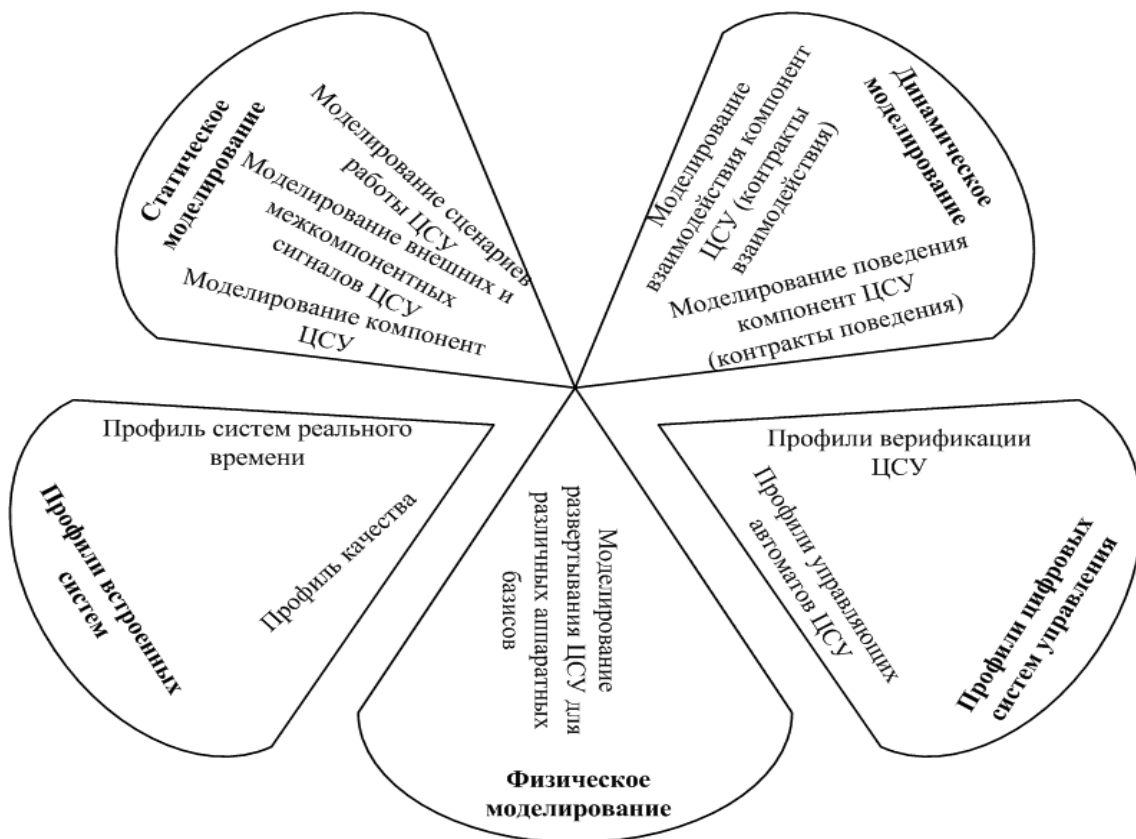 Статическое
моделирование
Моделирование сценариев
работы ЦСУ
Моделирование внешних и
межкомпонентных
сигналов ЦСУ
Моделирование компонент
ЦСУ
Динамическое
моделирование
Моделирование
взаимодействия компонент
ЦСУ (контракты
взаимодействия)
Моделирование поведения
компонент ЦСУ
(контракты поведения)
Профиль систем реального
времени
Профиль качества
Профили встроенных
систем
Моделирование
развертывания ЦСУ для
различных аппаратных
базисов
Физическое
моделирование
Профили верификации
ЦСУ
Профили управляющих
автоматов ЦСУ
Профили цифровых
систем управления